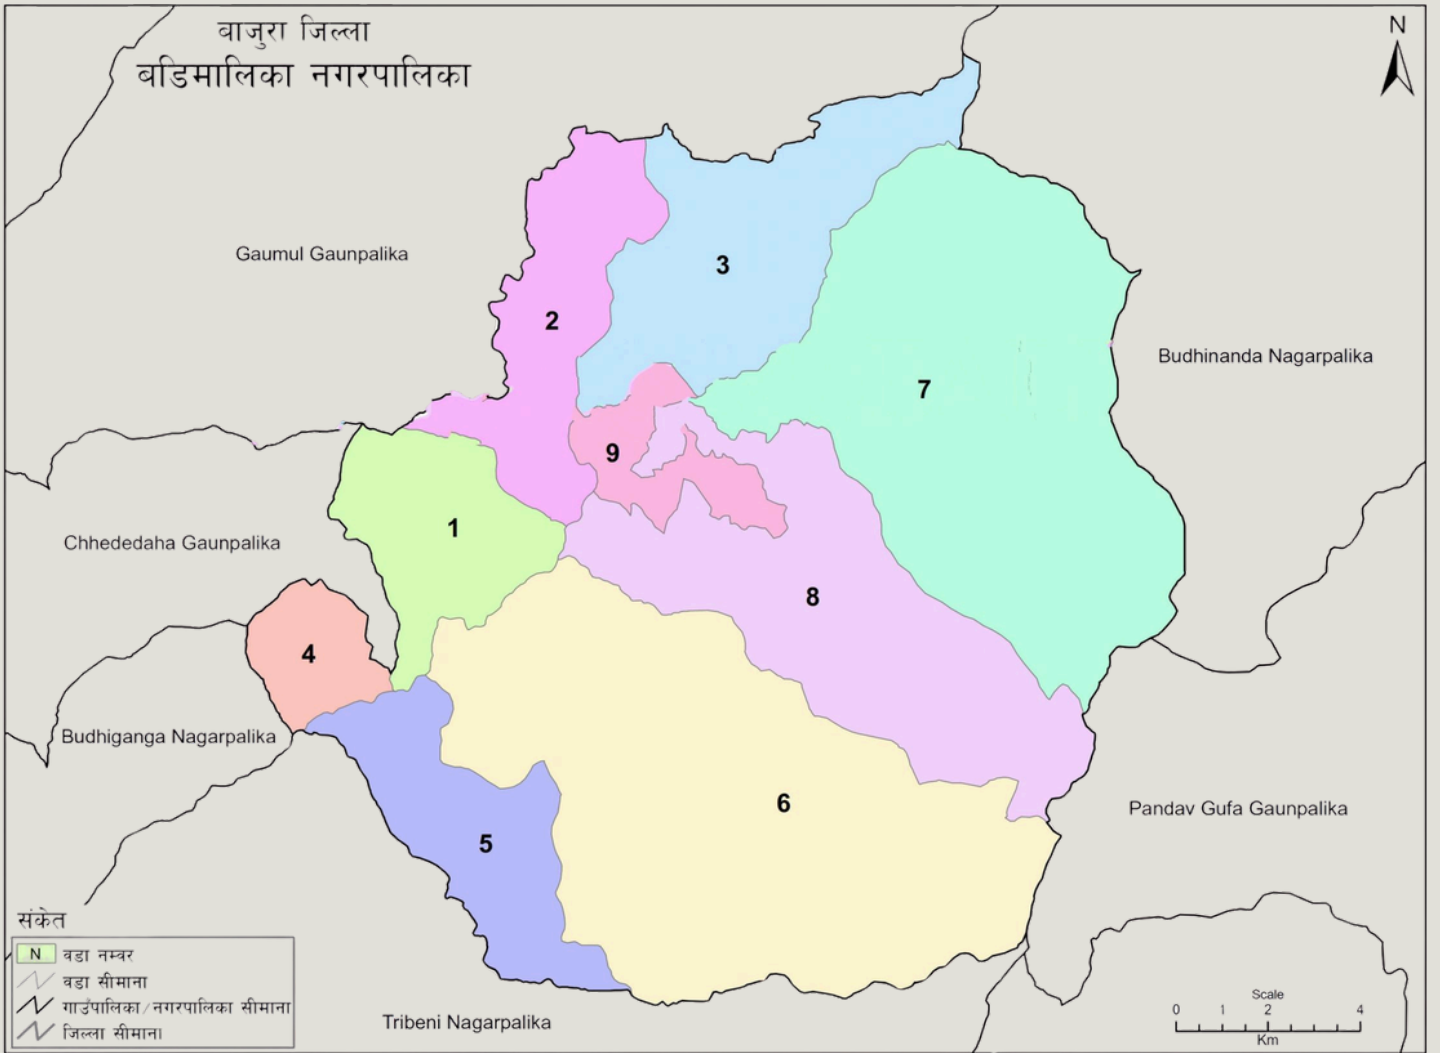 बाजुरा जिल्ला
बडिमालिका नगरपालिका
N
Gaumul Gaunpalika
3
2
Budhinanda Nagarpalika
7
9
1
Chhededaha Gaunpalika
8
4
Budhiganga Nagarpalika
6
Pandav Gufa Gaunpalika
5
संकेत
N वडा नम्वर
वडा सीमाना
गाउँपालिका/नगरपालिका सीमाना
जिल्ला सीमाना
Tribeni Nagarpalika
Scale
0 1 2 4
Km